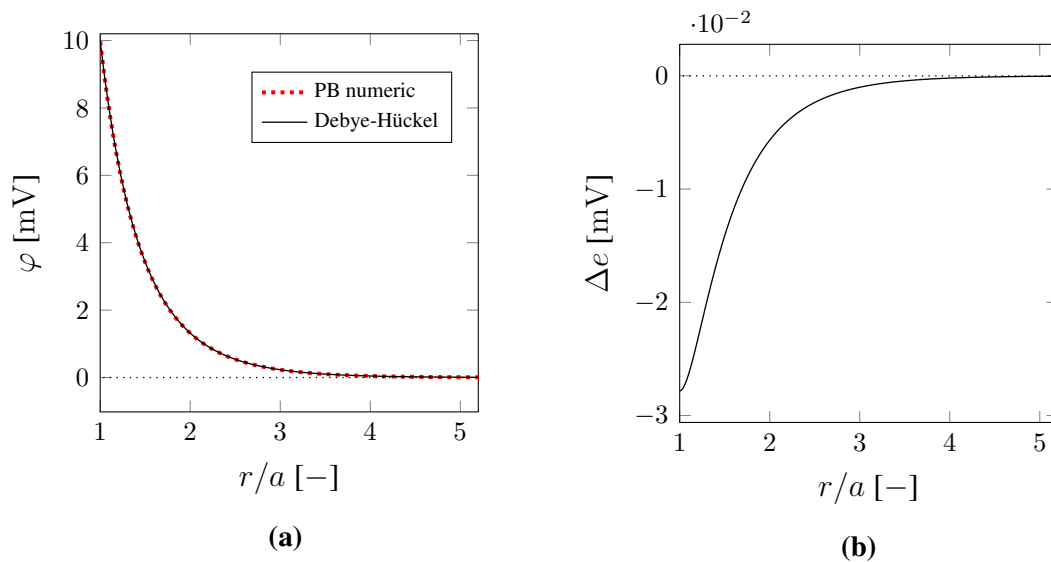 10
8
6
4
2
0
φ [mV]
PB numeric
Debye-Hückel
1 2 3 4 5
r/a [−]
(a)
·10⁻²
0
−1
−2
−3
Δe [mV]
1 2 3 4 5
r/a [−]
(b)